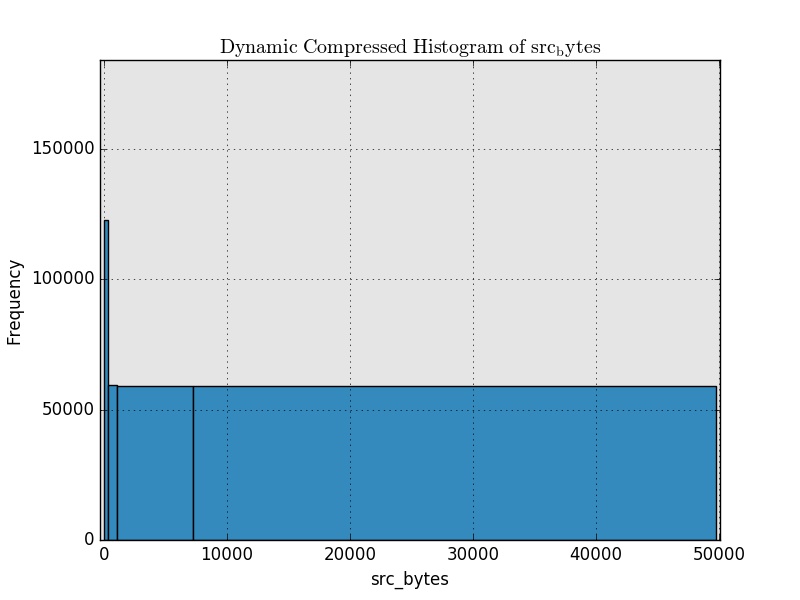 Dynamic Compressed Histogram of src_bytes
150000
100000
50000
0
Frequency
0 10000 20000 30000 40000 50000
src_bytes